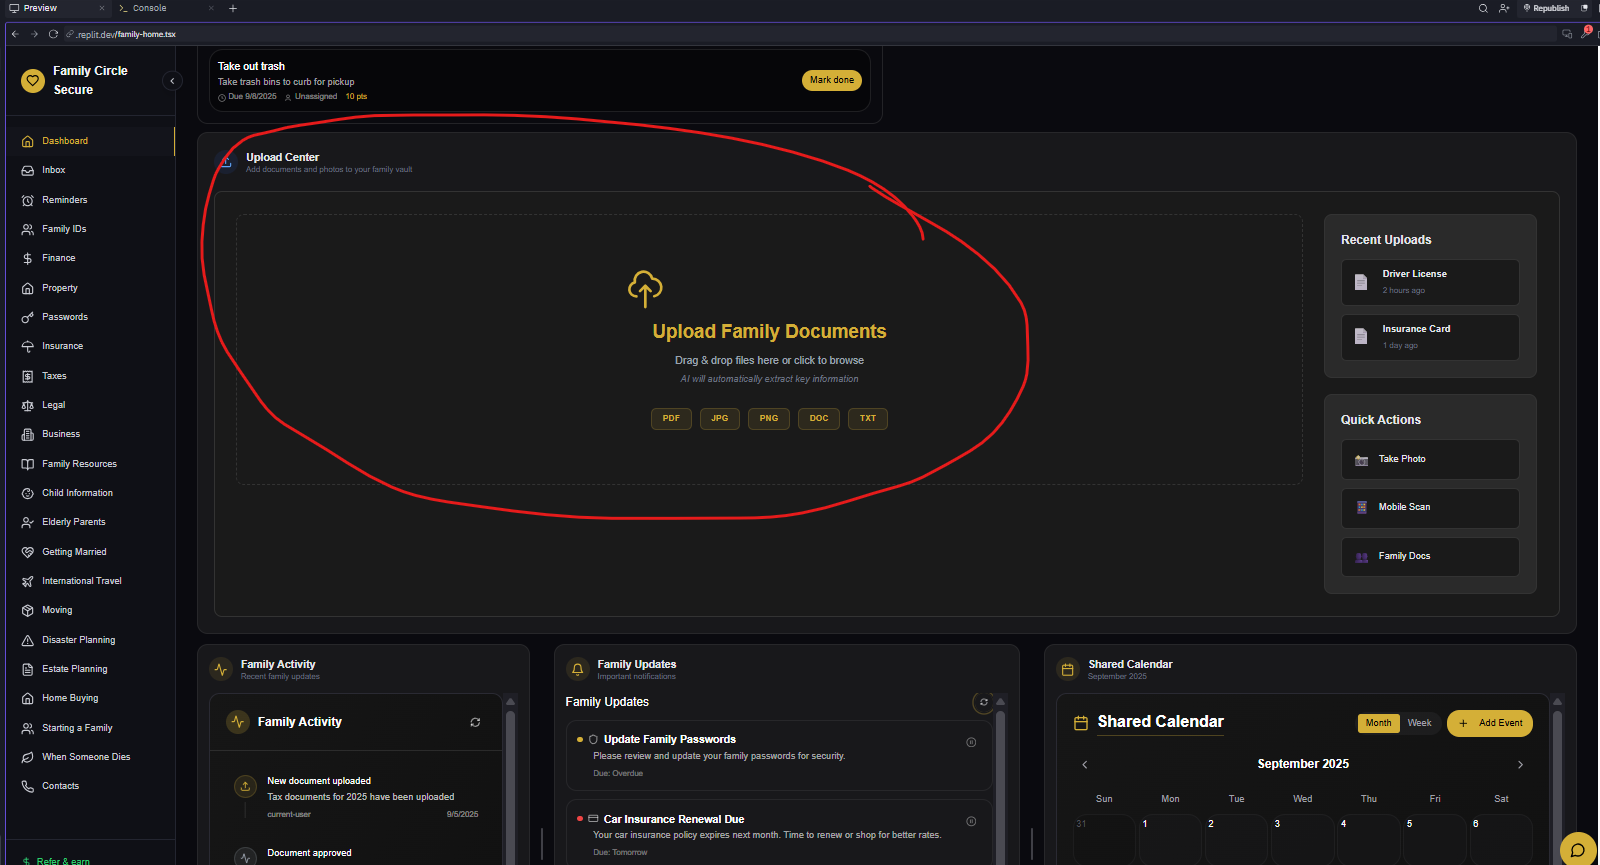 Preview
Console
Republish
.replit.dev/family-home.tsx
1
Family Circle
Secure
Dashboard
Inbox
Reminders
Family IDs
Finance
Property
Passwords
Insurance
Taxes
Legal
Business
Family Resources
Child Information
Elderly Parents
Getting Married
International Travel
Moving
Disaster Planning
Estate Planning
Home Buying
Starting a Family
When Someone Dies
Contacts
Refer & earn
Take out trash
Take trash bins to curb for pickup
Due 9/8/2025 Unassigned 10 pts
Mark done
Upload Center
Add documents and photos to your family vault
Upload Family Documents
Drag & drop files here or click to browse
AI will automatically extract key information
PDF JPG PNG DOC TXT
Recent Uploads
Driver License
2 hours ago
Insurance Card
1 day ago
Quick Actions
Take Photo
Mobile Scan
Family Docs
Family Activity
Recent family updates
Family Activity
New document uploaded
Tax documents for 2025 have been uploaded
current-user 9/5/2025
Document approved
Family Updates
Important notifications
Family Updates
Update Family Passwords
Please review and update your family passwords for security.
Due: Overdue
Car Insurance Renewal Due
Your car insurance policy expires next month. Time to renew or shop for better rates.
Due: Tomorrow
Shared Calendar
September 2025
Shared Calendar
Month Week
Add Event
September 2025
Sun Mon Tue Wed Thu Fri Sat
31 1 2 3 4 5 6